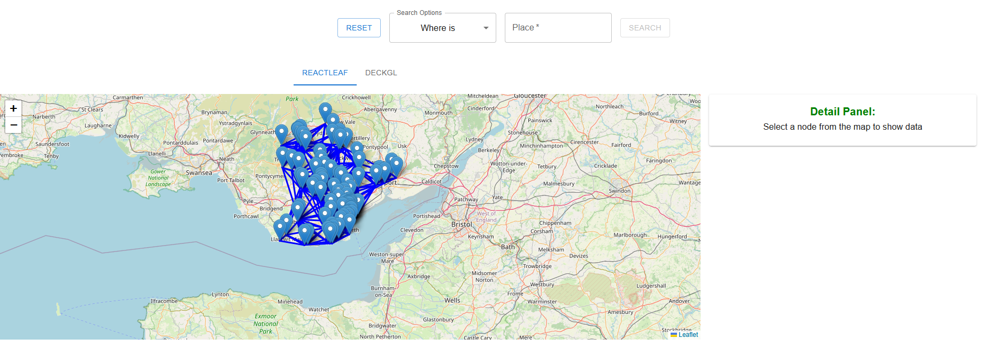 Search Options
RESET
Where is
Place *
SEARCH
REACTLEAF
DECKGL
+
−
Detail Panel:
Select a node from the map to show data
Carmarthen
St Clears
Narberth
Laugharne
Kidwelly
Saundersfoot
Tenby
Pembroke
Llanelli
Pontarddulais
Brynaman
Ystradgynlais
Glynneath
Pontardawe
Neath
Swansea
Gower
National
Landscape
Port Talbot
Pontycymer
Pyle
Bridgend
Porthcawl
Park
Crickhowell
Abergavenny
Pontypool
Usk
Monmouth
Mitcheldean
Cinderford
Gloucester
Painswick
Stonehouse
Lydney
Berkeley
Minchinhampton
Cirencester
Fairford
Northleach
Burford
Witney
Chepstow
Wotton-under-
Edge
Tetbury
Cricklade
Faringdon
Caldicot
Malmesbury
Swindon
Wantage
Patchway
Yate
Portishead
West of
England
Bristol
Clevedon
Keynsham
Chippenham
Corsham
Marlborough
Hungerford
Bath
Melksham
Devizes
Weston-super-
Mare
Trowbridge
Axbridge
Midsomer
Norton
Westbury
Ludgershall
Burnham-
on-Sea
Frome
Warminster
Andover
Wells
Amesbury
Glastonbury
Bridgwater
North Petherton
Castle Cary
Mere
Stockbridge
Ilfracombe
Lynton
Minehead
Watchet
Exmoor
National
Park
Leaflet